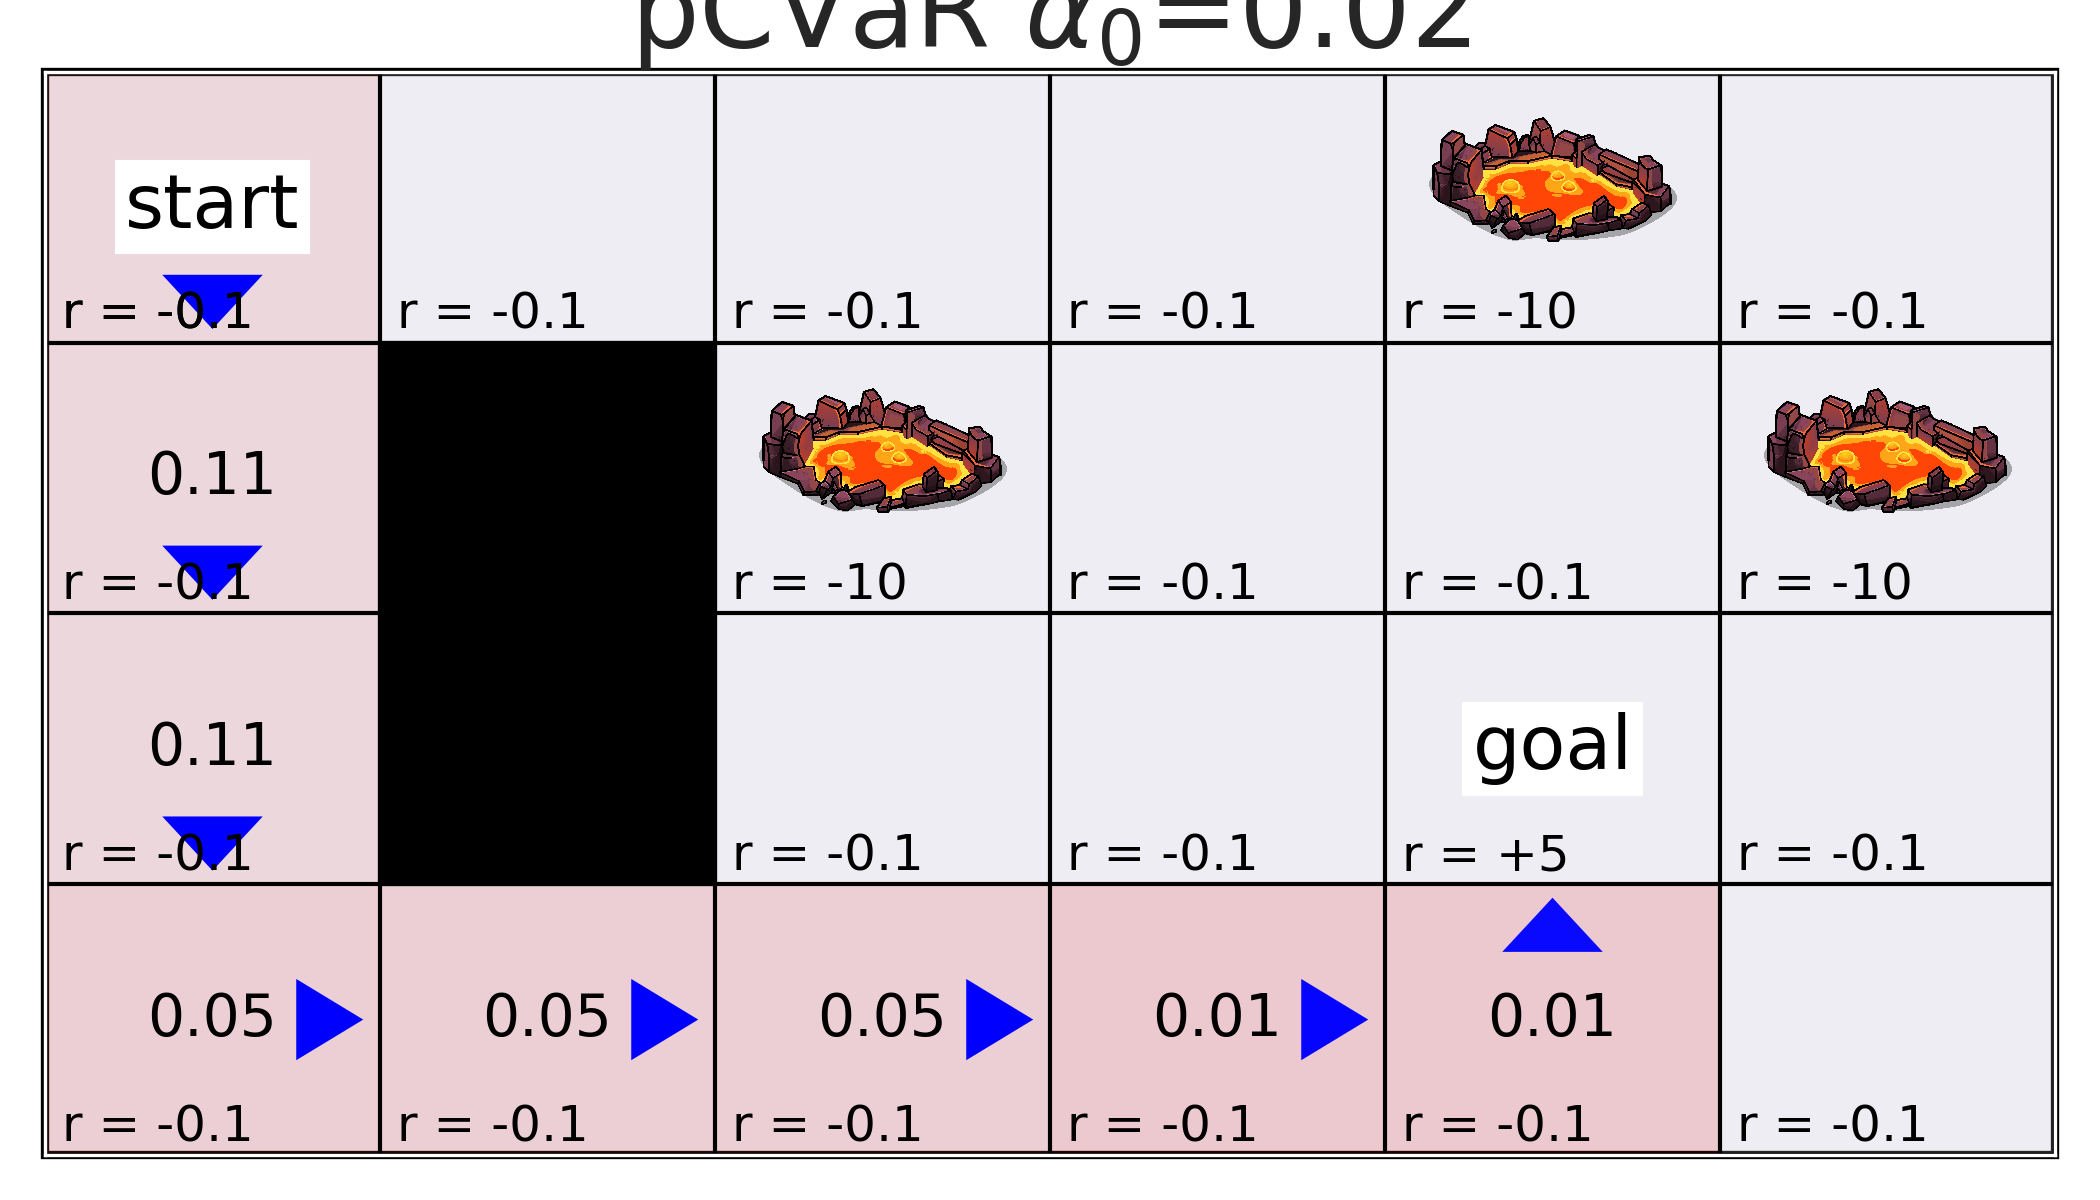 pCVaR α₀=0.02
start
r = -0.1 r = -0.1 r = -0.1 r = -0.1 r = -10 r = -0.1
0.11
r = -0.1 r = -10 r = -0.1 r = -0.1 r = -10
0.11 goal
r = -0.1 r = -0.1 r = -0.1 r = +5 r = -0.1
0.05 0.05 0.05 0.01 0.01
r = -0.1 r = -0.1 r = -0.1 r = -0.1 r = -0.1 r = -0.1